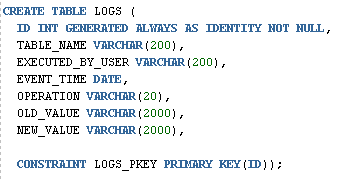 CREATE TABLE LOGS (
ID INT GENERATED ALWAYS AS IDENTITY NOT NULL,
TABLE_NAME VARCHAR(200),
EXECUTED_BY_USER VARCHAR(200),
EVENT_TIME DATE,
OPERATION VARCHAR(20),
OLD_VALUE VARCHAR(2000),
NEW_VALUE VARCHAR(2000),
CONSTRAINT LOGS_PKEY PRIMARY KEY(ID));